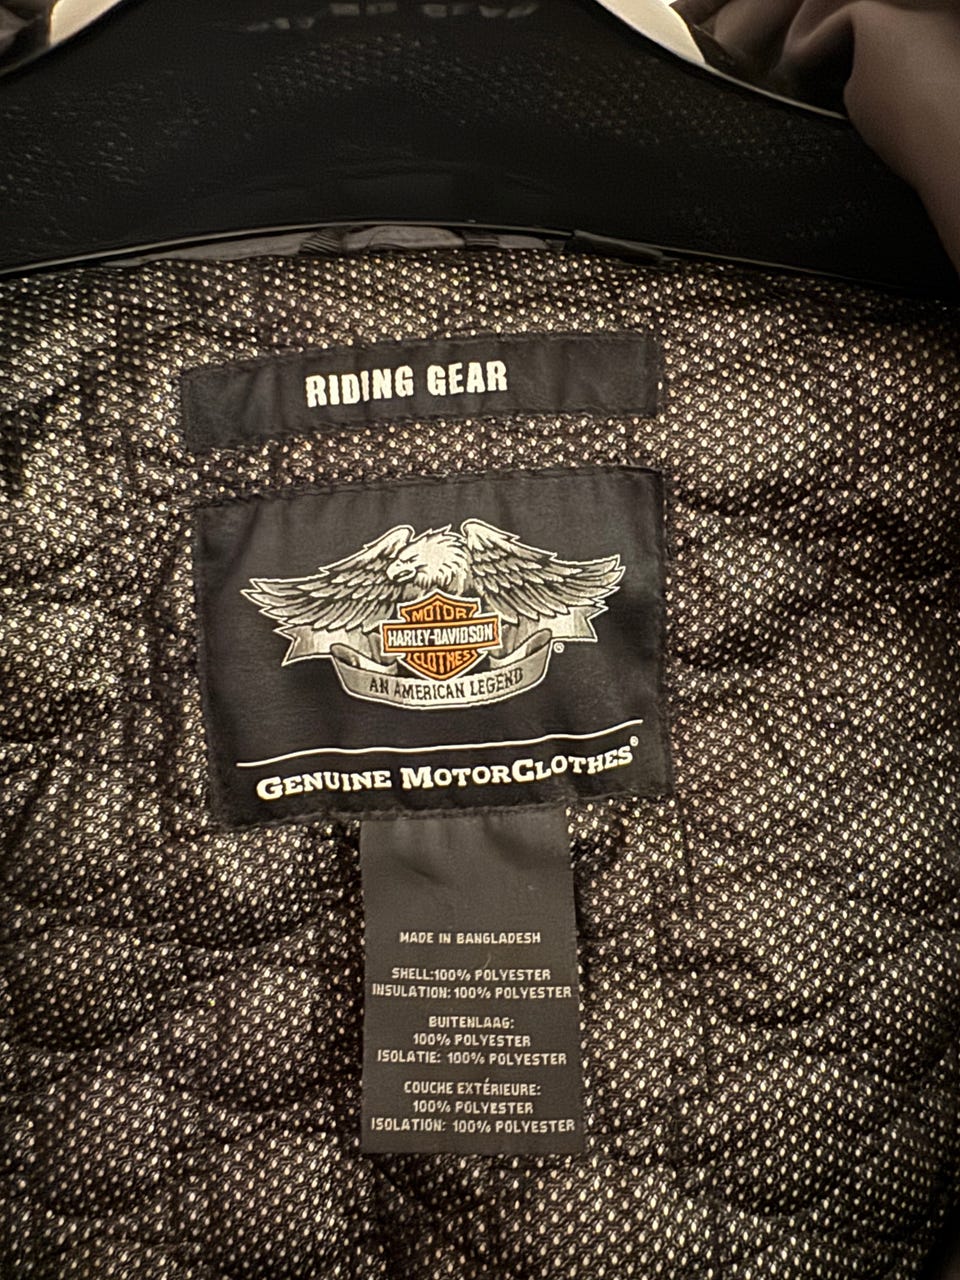 RIDING GEAR
MOTOR
HARLEY-DAVIDSON
CLOTHES
®
AN AMERICAN LEGEND
GENUINE MOTORCLOTHES®
MADE IN BANGLADESH
SHELL:100% POLYESTER
INSULATION: 100% POLYESTER
BUITENLAAG:
100% POLYESTER
ISOLATIE: 100% POLYESTER
COUCHE EXTÉRIEURE:
100% POLYESTER
ISOLATION: 100% POLYESTER